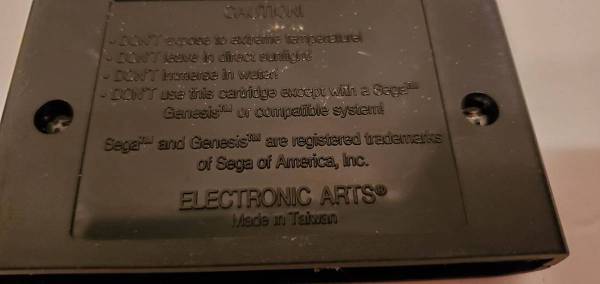 CAUTION!
- DON'T expose to extreme temperature!
- DON'T leave in direct sunlight!
- DON'T immerse in water!
- DON'T use this cartridge except with a Sega™
Genesis™ or compatible system!
Sega™ and Genesis™ are registered trademarks
of Sega of America, Inc.
ELECTRONIC ARTS®
Made in Taiwan